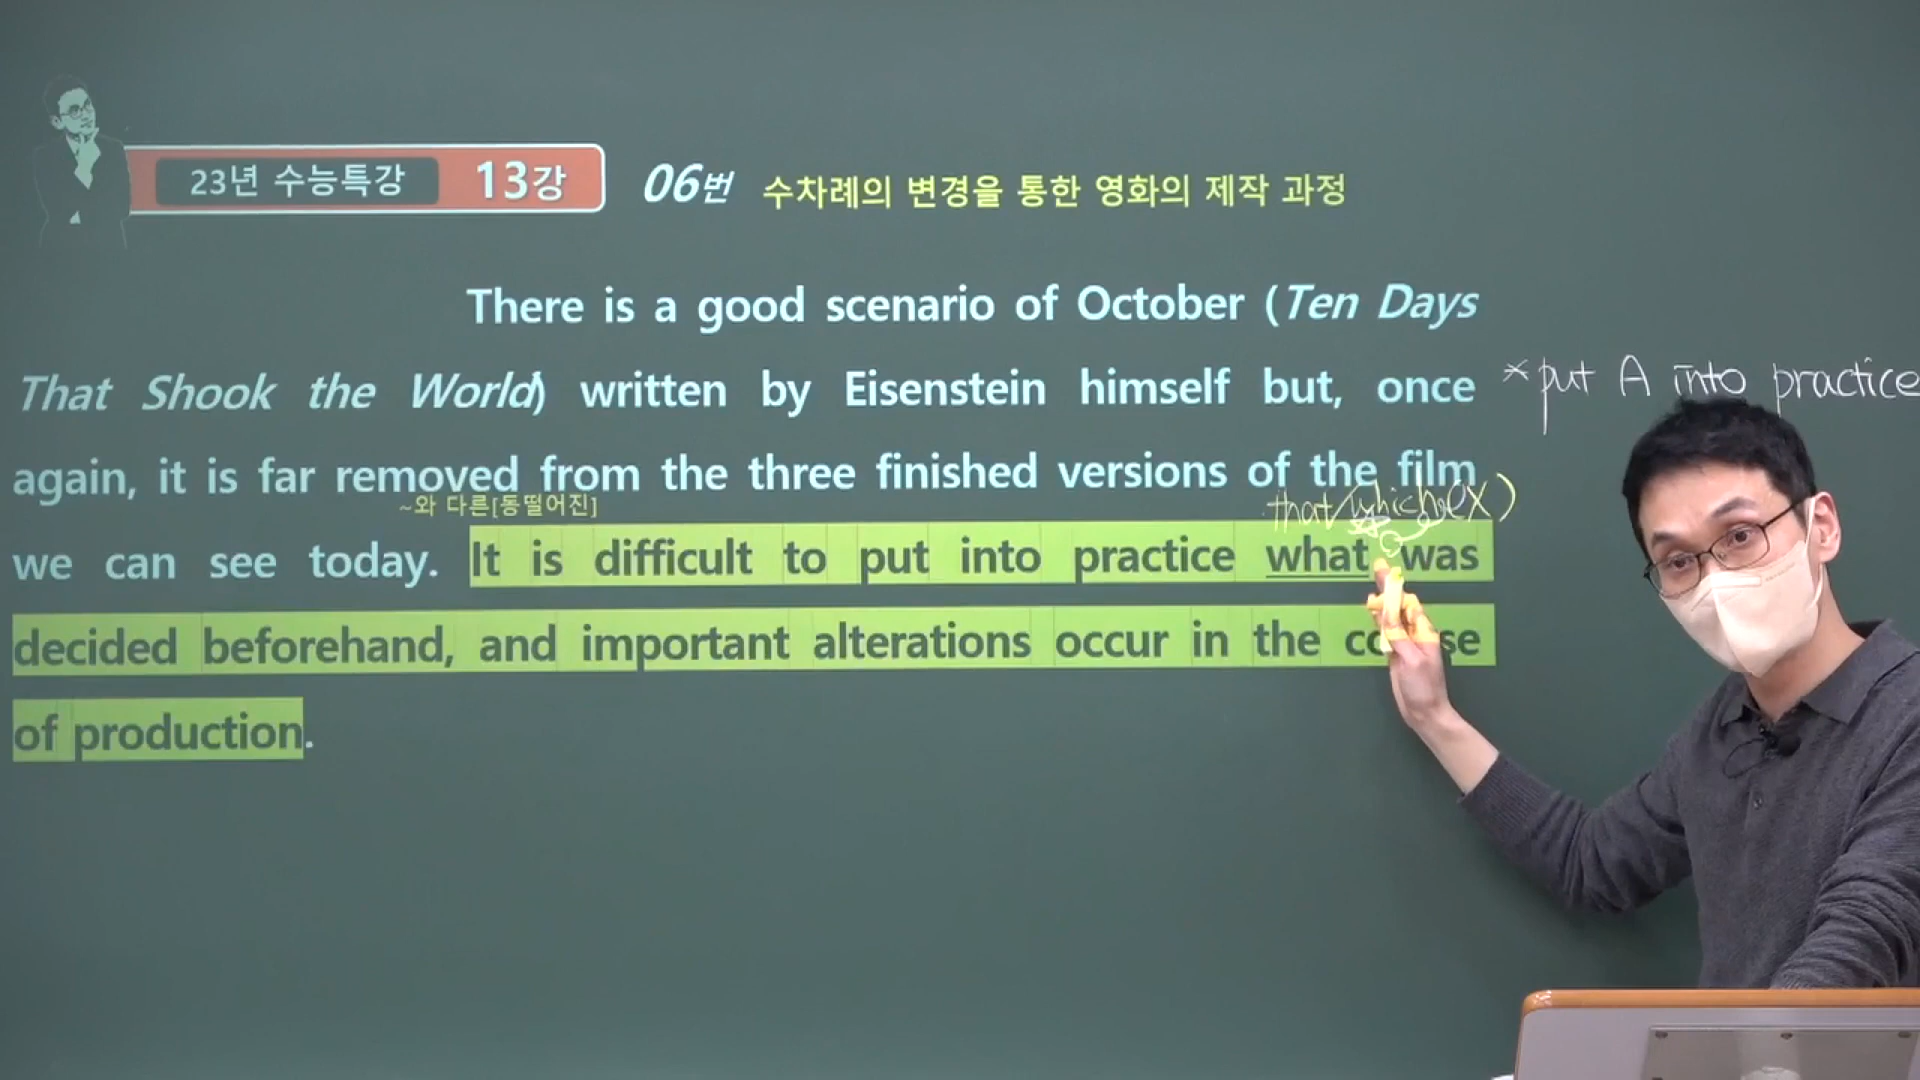 23년 수능특강 13강 06번 수차례의 변경을 통한 영화의 제작 과정
There is a good scenario of October (Ten Days
That Shook the World) written by Eisenstein himself but, once
*put A into practice
again, it is far removed from the three finished versions of the film
~와 다른[동떨어진]
that/which (X)
we can see today. It is difficult to put into practice what was
decided beforehand, and important alterations occur in the course
of production.